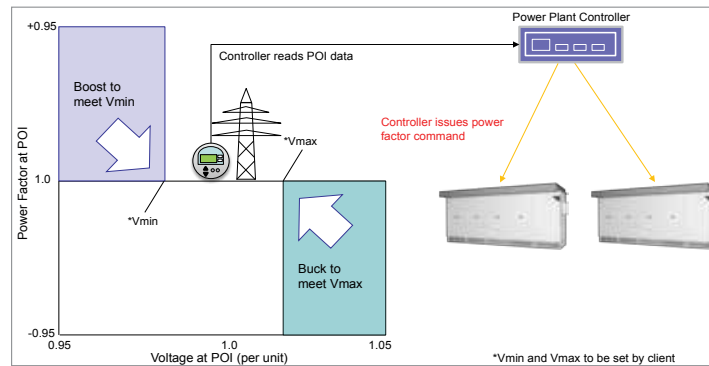 Power Plant Controller
+0.95
Controller reads POI data
Boost to
meet Vmin
Controller issues power
factor command
*Vmax
Power Factor at POI
1.0
*Vmin
Buck to
meet Vmax
-0.95
0.95
1.0
1.05
Voltage at POI (per unit)
*Vmin and Vmax to be set by client